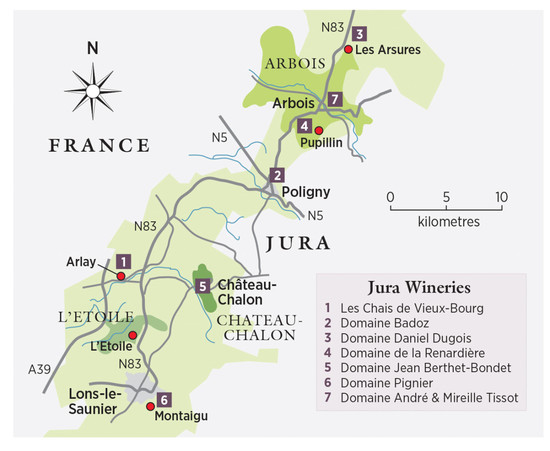 N83
3
Les Arsures
ARBOIS
N
Arbois
7
4
Pupillin
FRANCE
N5
2
Poligny
N5
0 5 10
kilometres
N83
JURA
Arlay
1
5
Château-
Chalon
CHATEAU-
CHALON
L'ETOILE
L'Etoile
N83
A39
Lons-le-
Saunier
6
Montaigu
Jura Wineries
1 Les Chais de Vieux-Bourg
2 Domaine Badoz
3 Domaine Daniel Dugois
4 Domaine de la Renardière
5 Domaine Jean Berthet-Bondet
6 Domaine Pignier
7 Domaine André & Mireille Tissot